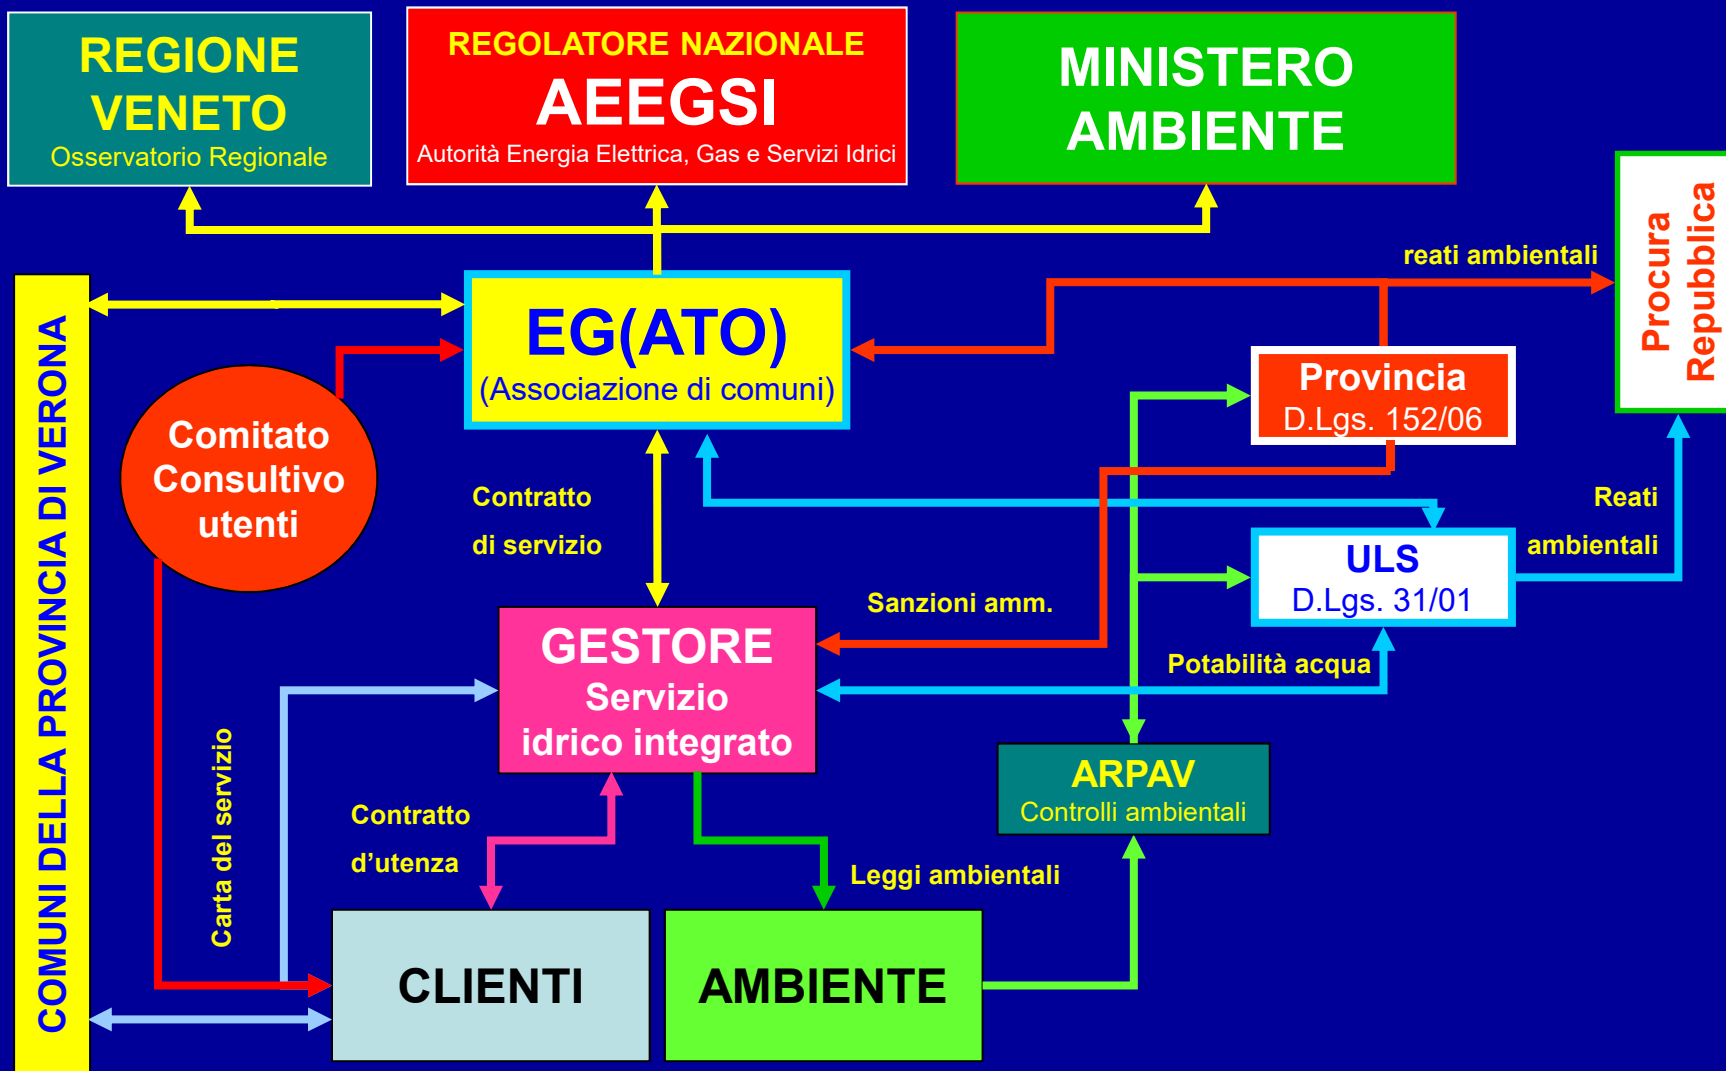 REGIONE
VENETO
Osservatorio Regionale
REGOLATORE NAZIONALE
AEEGSI
Autorità Energia Elettrica, Gas e Servizi Idrici
MINISTERO
AMBIENTE
Procura
Repubblica
reati ambientali
COMUNI DELLA PROVINCIA DI VERONA
EG(ATO)
(Associazione di comuni)
Provincia
D.Lgs. 152/06
Comitato
Consultivo
utenti
Contratto
di servizio
Reati
ambientali
ULS
D.Lgs. 31/01
Sanzioni amm.
GESTORE
Servizio
idrico integrato
Potabilità acqua
Carta del servizio
Contratto
d’utenza
ARPAV
Controlli ambientali
Leggi ambientali
CLIENTI
AMBIENTE